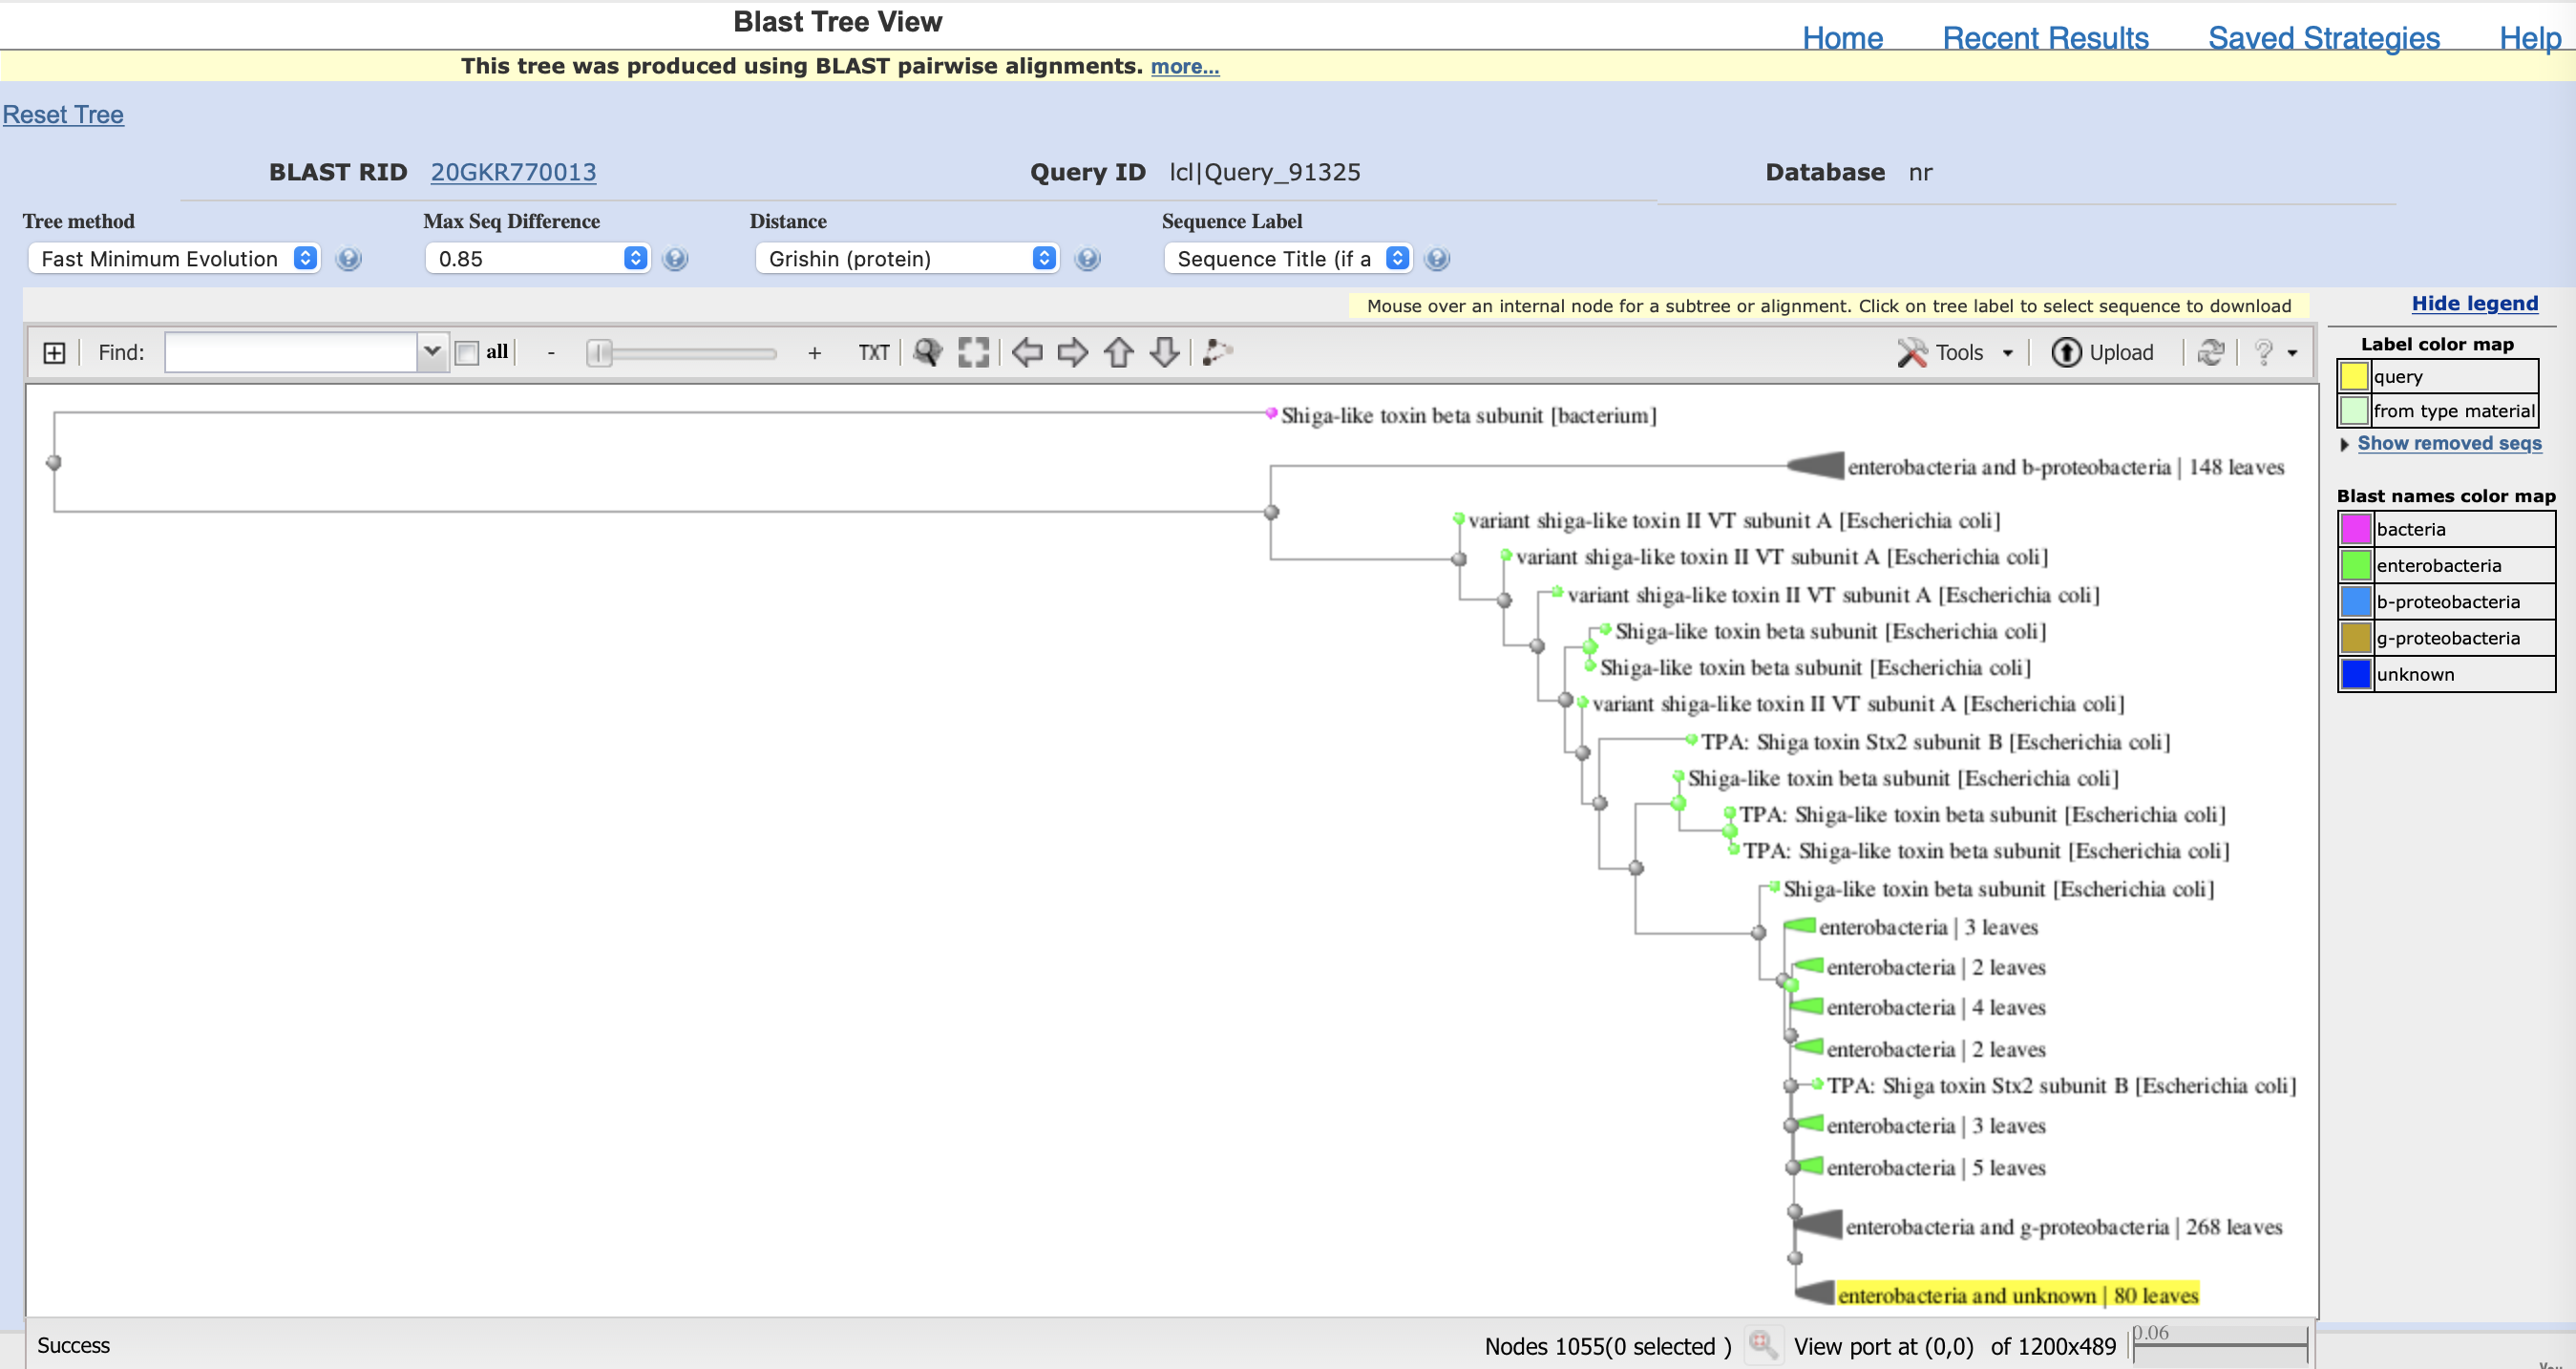 Blast Tree View
Home Recent Results Saved Strategies Help
This tree was produced using BLAST pairwise alignments. more...
Reset Tree
BLAST RID 20GKR770013 Query ID lcl|Query_91325 Database nr
Tree method Max Seq Difference Distance Sequence Label
Fast Minimum Evolution 0.85 Grishin (protein) Sequence Title (if a
Mouse over an internal node for a subtree or alignment. Click on tree label to select sequence to download
Hide legend
Find: all - + TXT Tools Upload ?
Label color map
query
from type material
Show removed seqs
Blast names color map
bacteria
enterobacteria
b-proteobacteria
g-proteobacteria
unknown
Shiga-like toxin beta subunit [bacterium]
enterobacteria and b-proteobacteria | 148 leaves
variant shiga-like toxin II VT subunit A [Escherichia coli]
variant shiga-like toxin II VT subunit A [Escherichia coli]
variant shiga-like toxin II VT subunit A [Escherichia coli]
Shiga-like toxin beta subunit [Escherichia coli]
Shiga-like toxin beta subunit [Escherichia coli]
variant shiga-like toxin II VT subunit A [Escherichia coli]
TPA: Shiga toxin Stx2 subunit B [Escherichia coli]
Shiga-like toxin beta subunit [Escherichia coli]
TPA: Shiga-like toxin beta subunit [Escherichia coli]
TPA: Shiga-like toxin beta subunit [Escherichia coli]
Shiga-like toxin beta subunit [Escherichia coli]
enterobacteria | 3 leaves
enterobacteria | 2 leaves
enterobacteria | 4 leaves
enterobacteria | 2 leaves
TPA: Shiga toxin Stx2 subunit B [Escherichia coli]
enterobacteria | 3 leaves
enterobacteria | 5 leaves
enterobacteria and g-proteobacteria | 268 leaves
enterobacteria and unknown | 80 leaves
Success Nodes 1055(0 selected ) View port at (0,0) of 1200x489 0.06